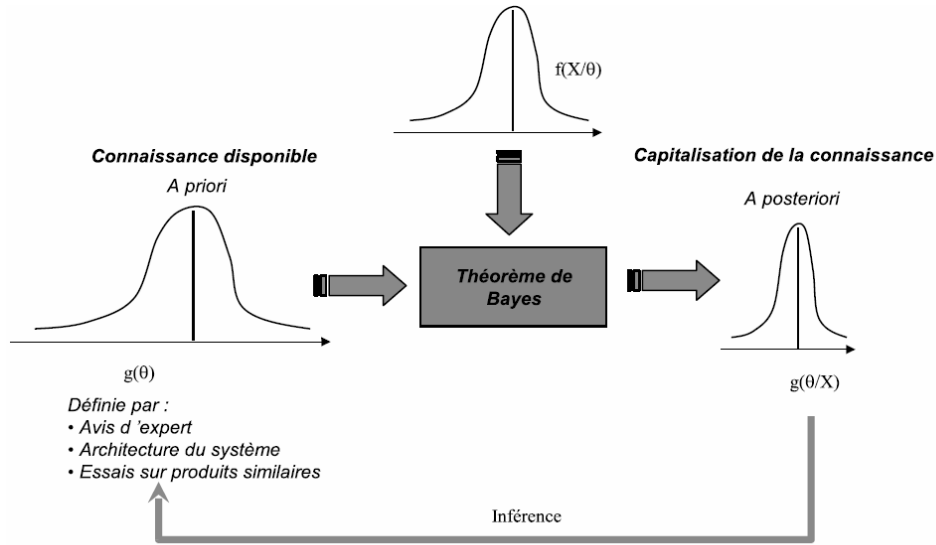 f(X/θ)
Connaissance disponible
A priori
Capitalisation de la connaissance
A posteriori
Théorème de
Bayes
g(θ)
g(θ/X)
Définie par :
• Avis d 'expert
• Architecture du système
• Essais sur produits similaires
Inférence